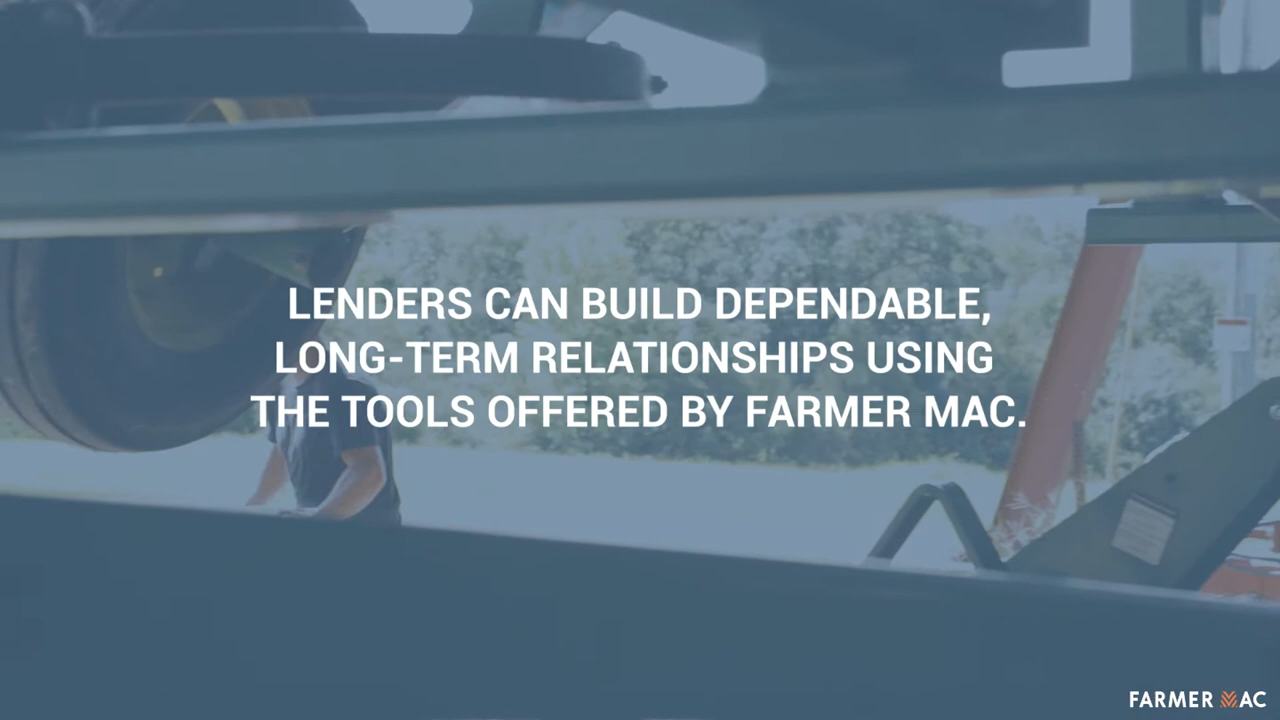 LENDERS CAN BUILD DEPENDABLE,
LONG-TERM RELATIONSHIPS USING
THE TOOLS OFFERED BY FARMER MAC.
FARMER MAC